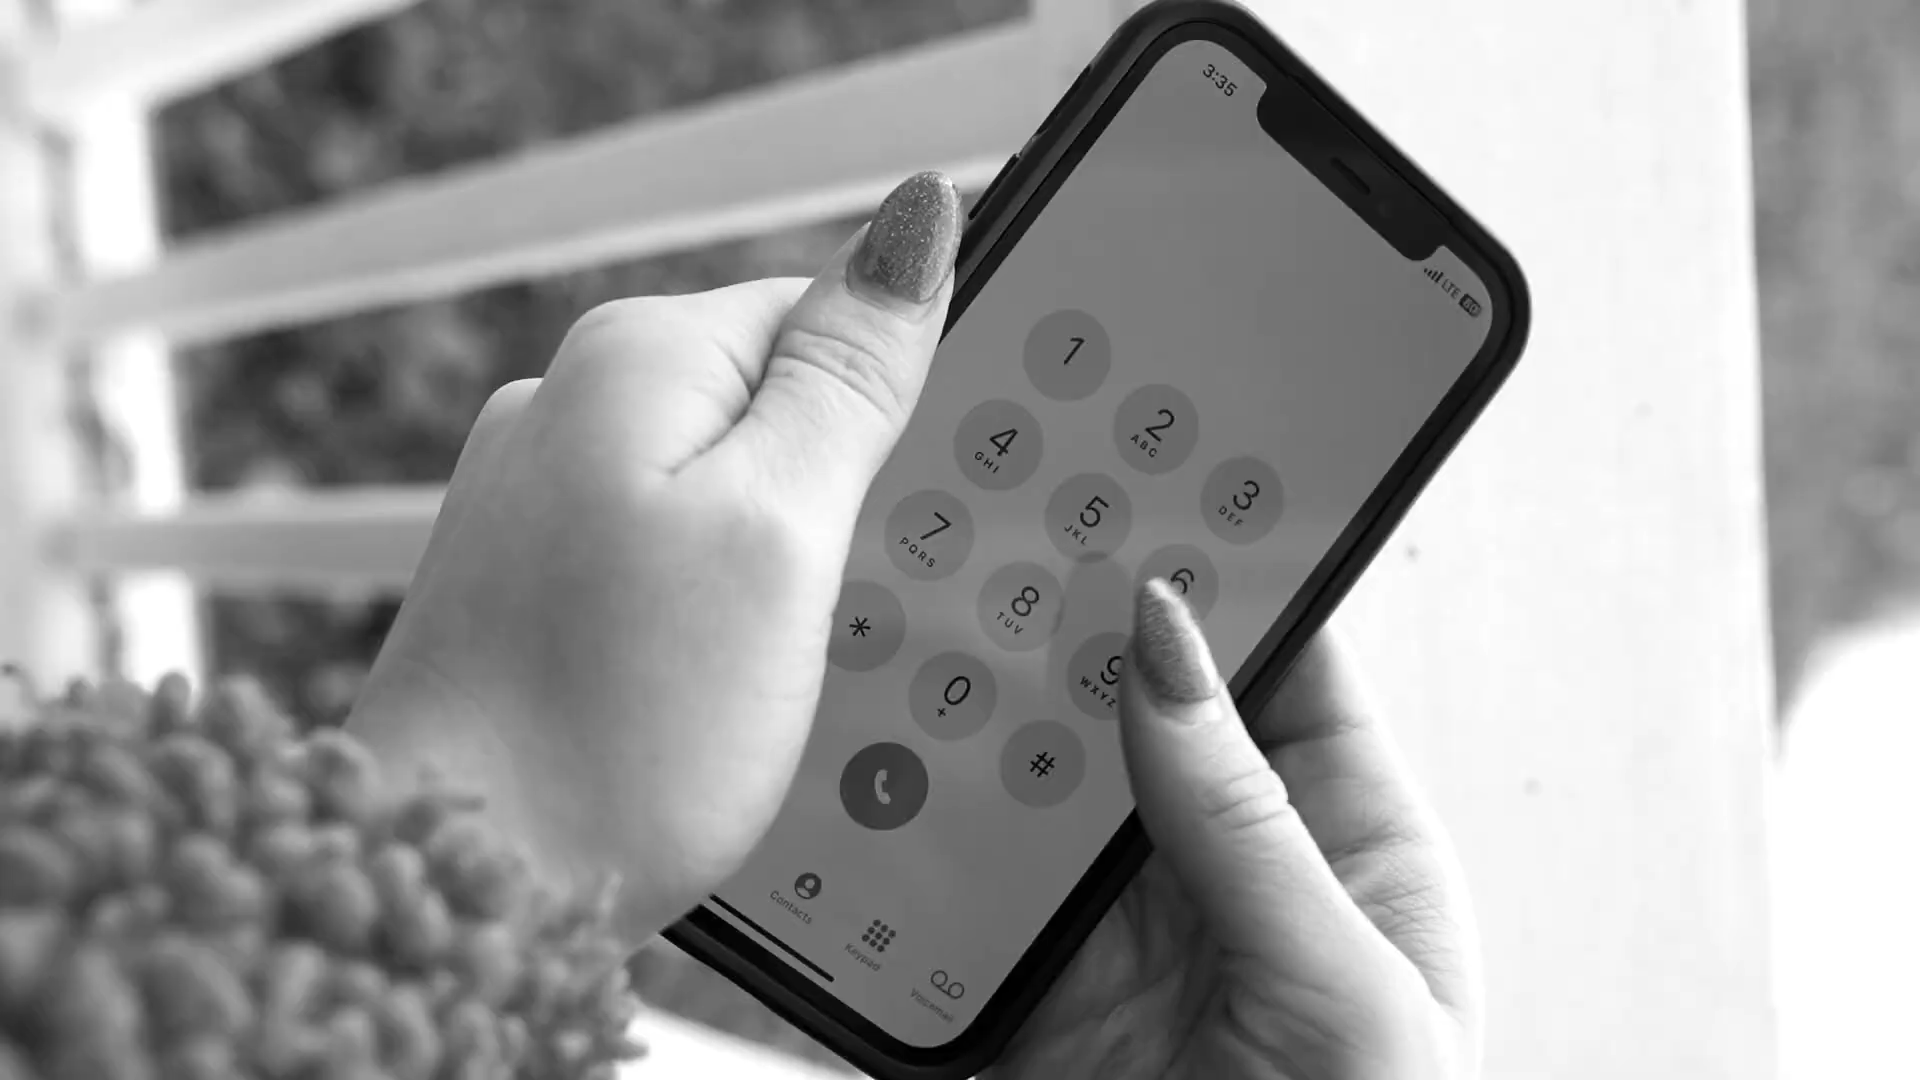 3:35
LTE 60
1
2
ABC
3
DEF
4
GHI
5
JKL
6
7
PQRS
8
TUV
9
WXYZ
*
0
+
#
Contacts
Keypad
Voicemail